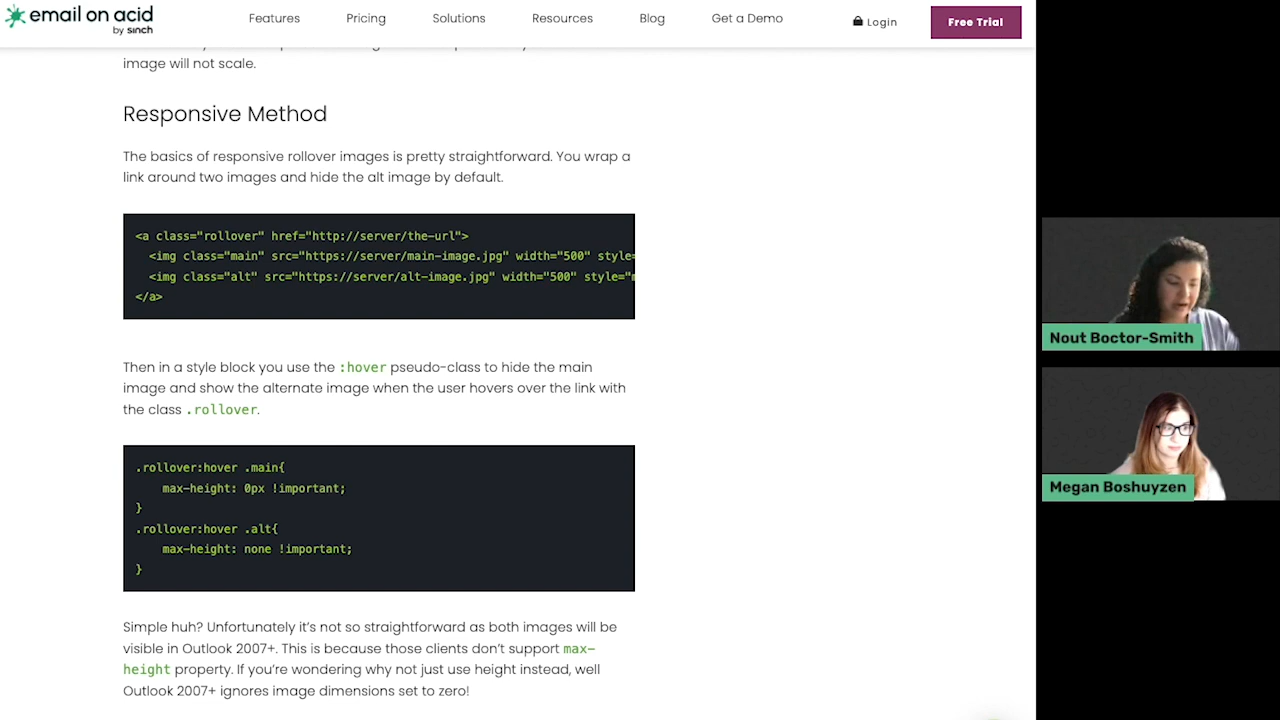 email on acid
by sinch
Features Pricing Solutions Resources Blog Get a Demo Login Free Trial
image will not scale.
Responsive Method
The basics of responsive rollover images is pretty straightforward. You wrap a
link around two images and hide the alt image by default.
<a class="rollover" href="http://server/the-url">
<img class="main" src="https://server/main-image.jpg" width="500" style=
<img class="alt" src="https://server/alt-image.jpg" width="500" style="m
</a>
Then in a style block you use the :hover pseudo-class to hide the main
image and show the alternate image when the user hovers over the link with
the class .rollover.
.rollover:hover .main{
max-height: 0px !important;
}
.rollover:hover .alt{
max-height: none !important;
}
Simple huh? Unfortunately it's not so straightforward as both images will be
visible in Outlook 2007+. This is because those clients don't support max-
height property. If you're wondering why not just use height instead, well
Outlook 2007+ ignores image dimensions set to zero!
Nout Boctor-Smith
Megan Boshuyzen